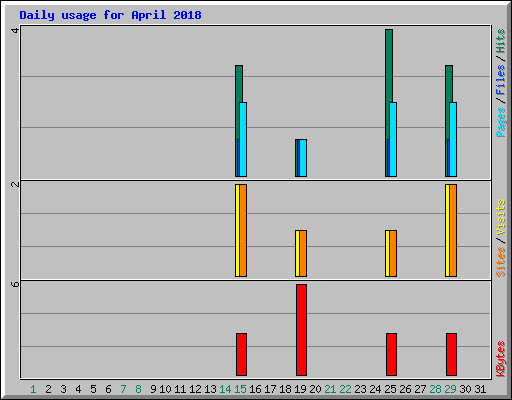 Daily usage for April 2018
4
2
6
Pages / Files / Hits
Sites / Visits
KBytes
1 2 3 4 5 6 7 8 9 10 11 12 13 14 15 16 17 18 19 20 21 22 23 24 25 26 27 28 29 30 31